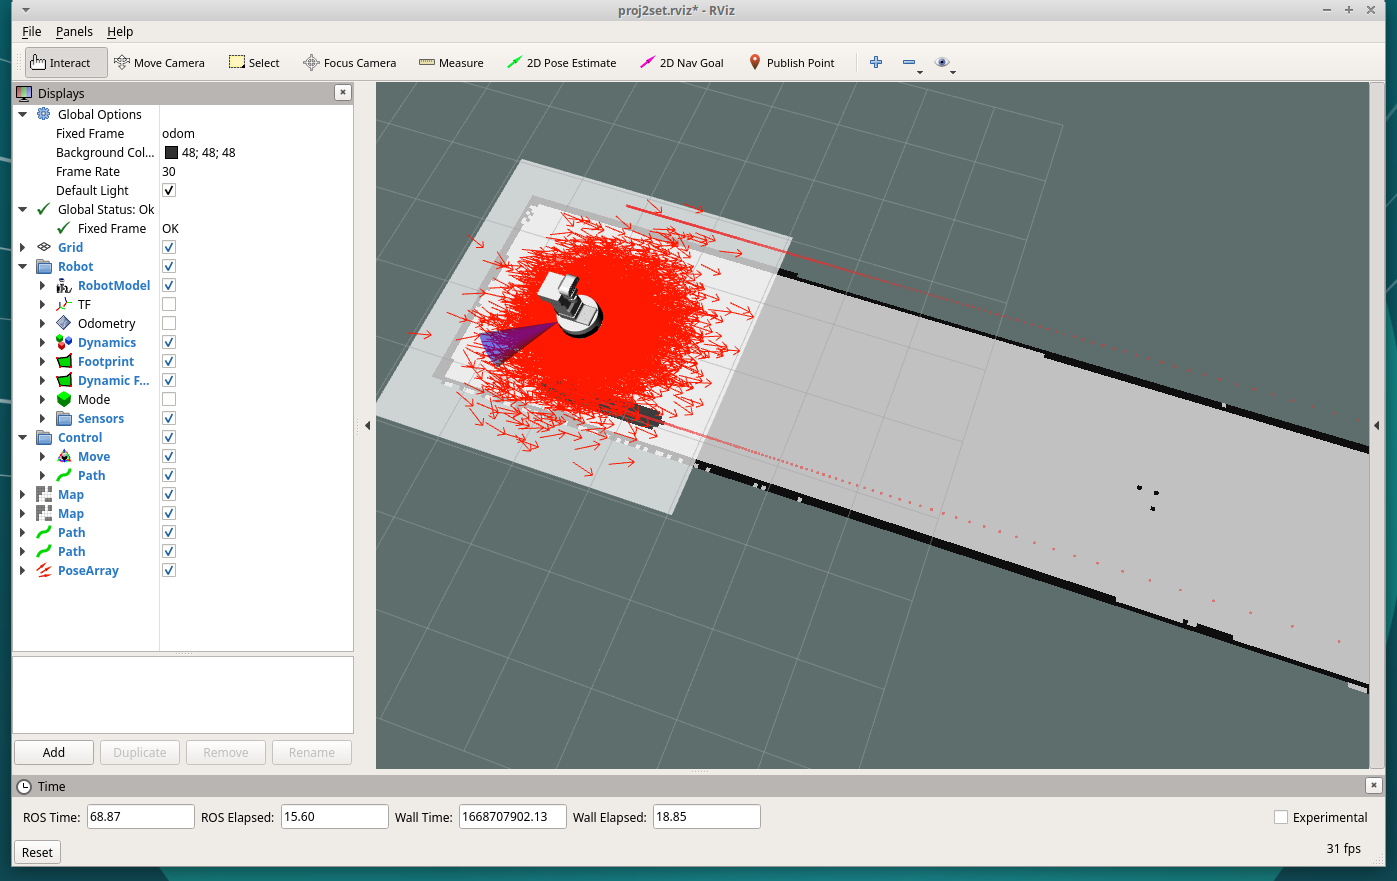 proj2set.rviz* - RViz
File Panels Help
Interact Move Camera Select Focus Camera Measure 2D Pose Estimate 2D Nav Goal Publish Point
Displays
Global Options
Fixed Frame odom
Background Col... 48; 48; 48
Frame Rate 30
Default Light
Global Status: Ok
Fixed Frame OK
Grid
Robot
RobotModel
TF
Odometry
Dynamics
Footprint
Dynamic F...
Mode
Sensors
Control
Move
Path
Map
Map
Path
Path
PoseArray
Add Duplicate Remove Rename
Time
ROS Time: 68.87 ROS Elapsed: 15.60 Wall Time: 1668707902.13 Wall Elapsed: 18.85 Experimental
Reset 31 fps